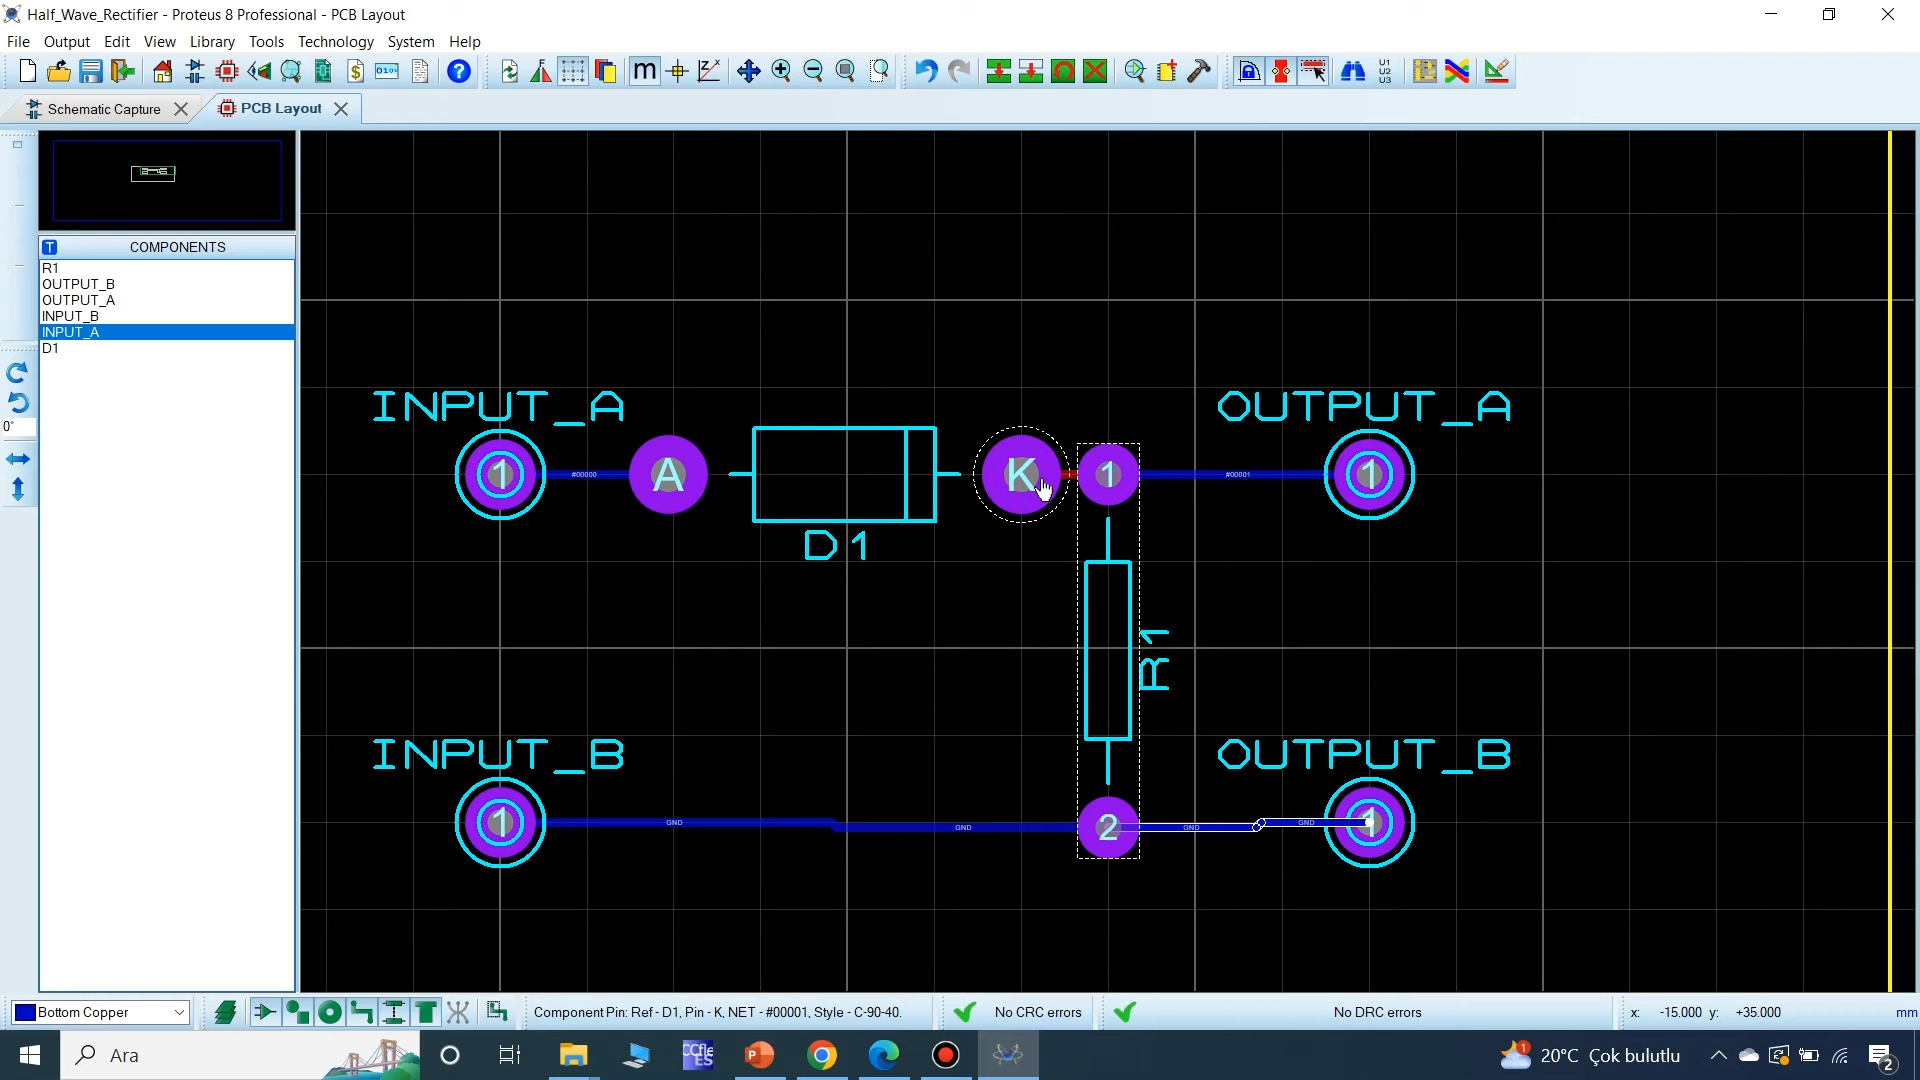 Half_Wave_Rectifier - Proteus 8 Professional - PCB Layout
File Output Edit View Library Tools Technology System Help
Schematic Capture PCB Layout
T COMPONENTS
R1
OUTPUT_B
OUTPUT_A
INPUT_B
INPUT_A
D1
0°
INPUT_A OUTPUT_A
1 #00000 A K 1 #00001 1
D1
R1
INPUT_B OUTPUT_B
1 GND GND 2 GND GND 1
Bottom Copper Component Pin: Ref - D1, Pin - K, NET - #00001, Style - C-90-40. No CRC errors No DRC errors x: -15.000 y: +35.000 mm
Ara 20°C Çok bulutlu 2